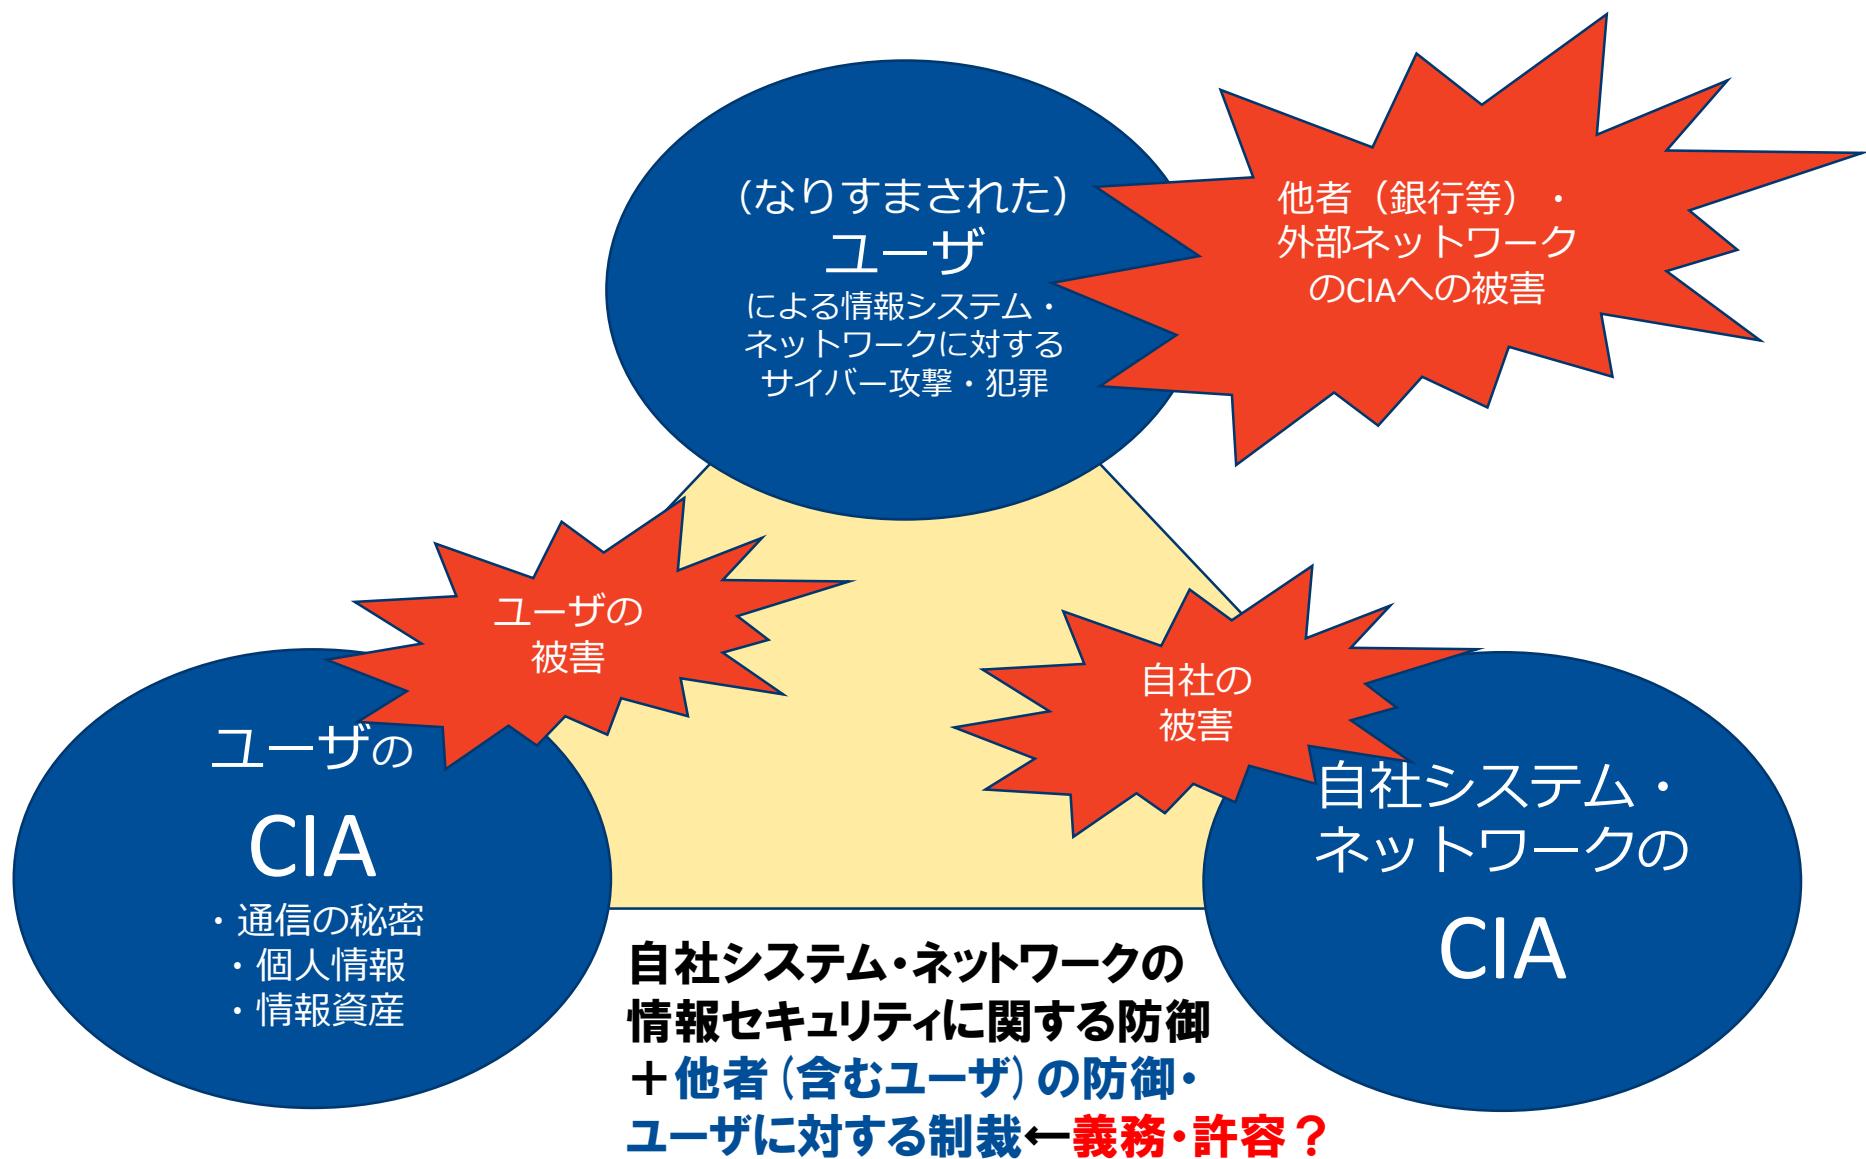 （なりすまされた）
ユーザ
による情報システム・
ネットワークに対する
サイバー攻撃・犯罪
他者（銀行等）・
外部ネットワーク
のCIAへの被害
ユーザの
被害
自社の
被害
ユーザの
CIA
・通信の秘密
・個人情報
・情報資産
自社システム・
ネットワークの
CIA
自社システム・ネットワークの
情報セキュリティに関する防御
＋他者（含むユーザ）の防御・
ユーザに対する制裁←義務・許容？